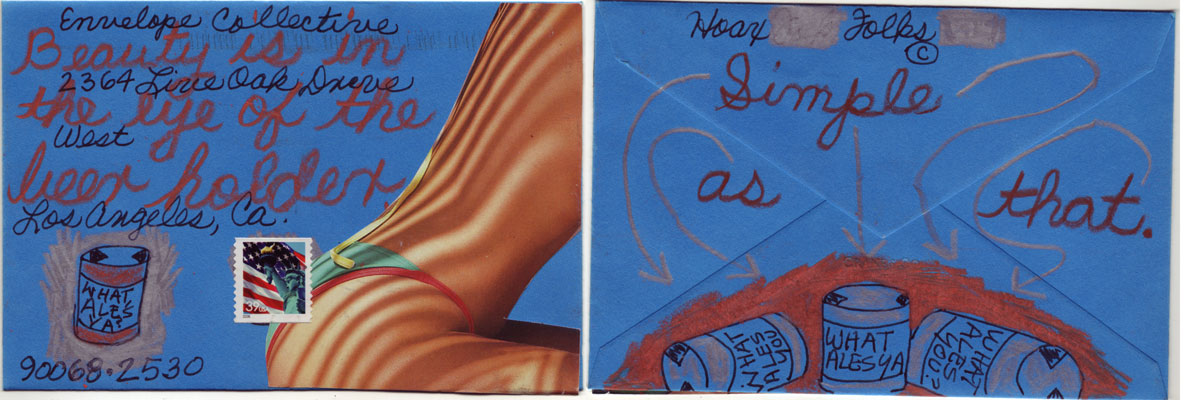 Envelope Collective
Beauty is in
2364 Live Oak Drive
the eye of the
West
beer holder.
Los Angeles, Ca.
WHAT
ALES
YA?
39
90068.2530
Hoax Folks ©
Simple
as
that.
WHAT
ALES
YOU?
WHAT
ALES YA
WHAT
ALES
YOU?